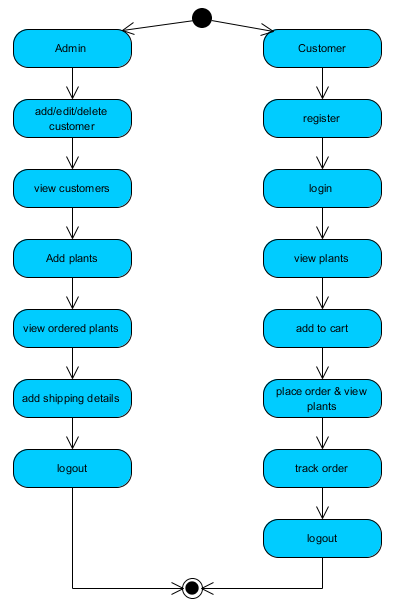 Admin
Customer
add/edit/delete
customer
register
view customers
login
Add plants
view plants
view ordered plants
add to cart
add shipping details
place order & view
plants
logout
track order
logout